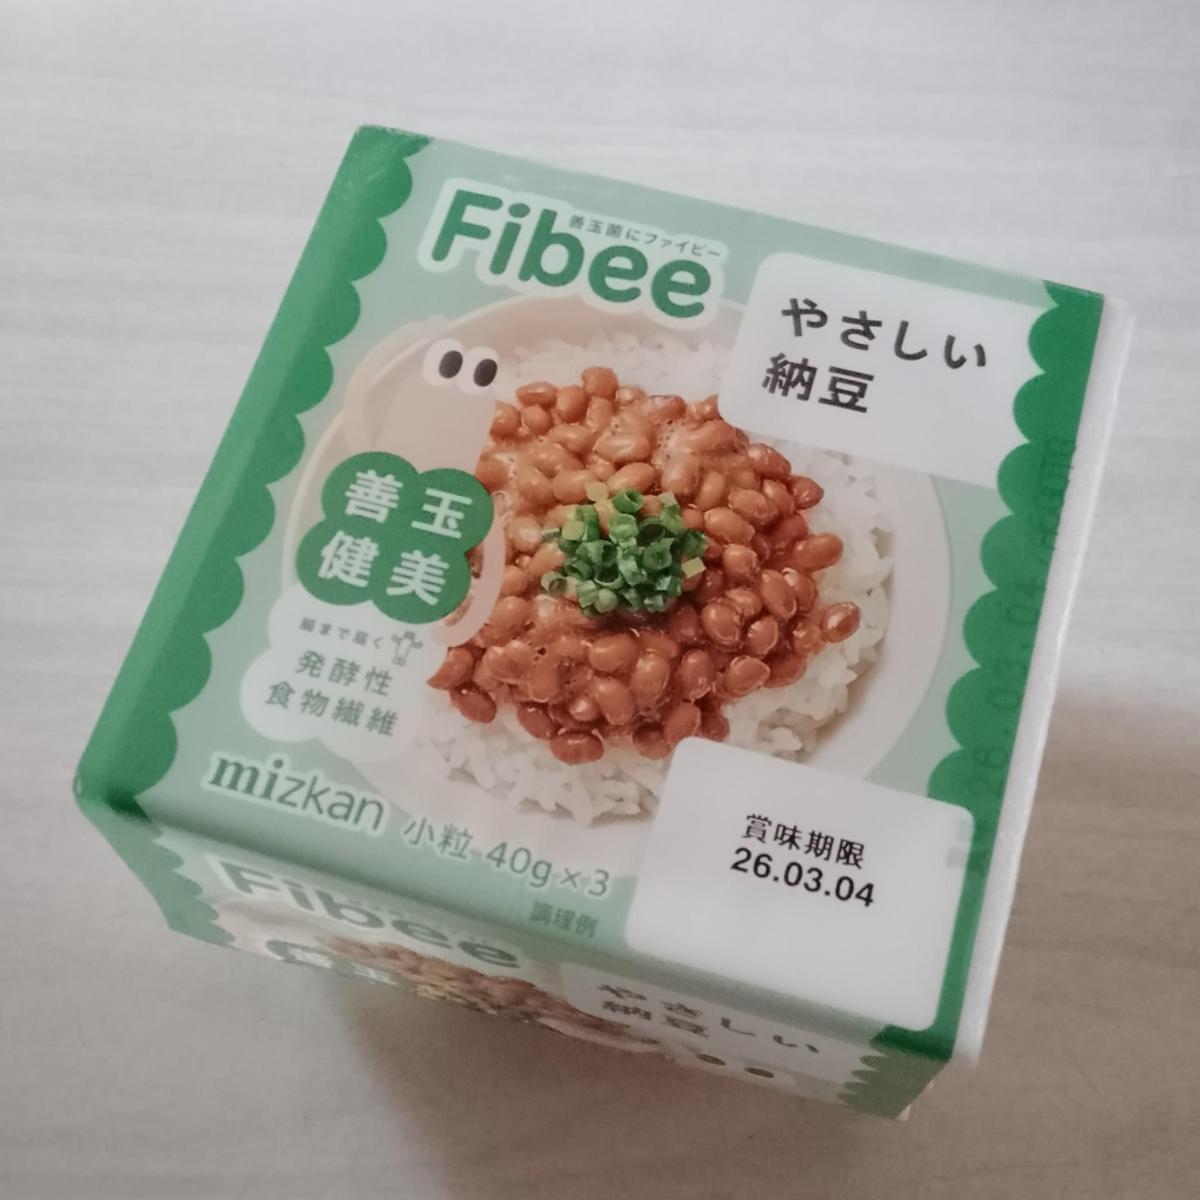 善玉菌にファイビー
Fibee
やさしい
納豆
善玉
健美
腸まで届く
発酵性
食物繊維
mizkan 小粒 40g×3
調理例
賞味期限
26.03.04
Fibee
善玉
やさしい
納豆